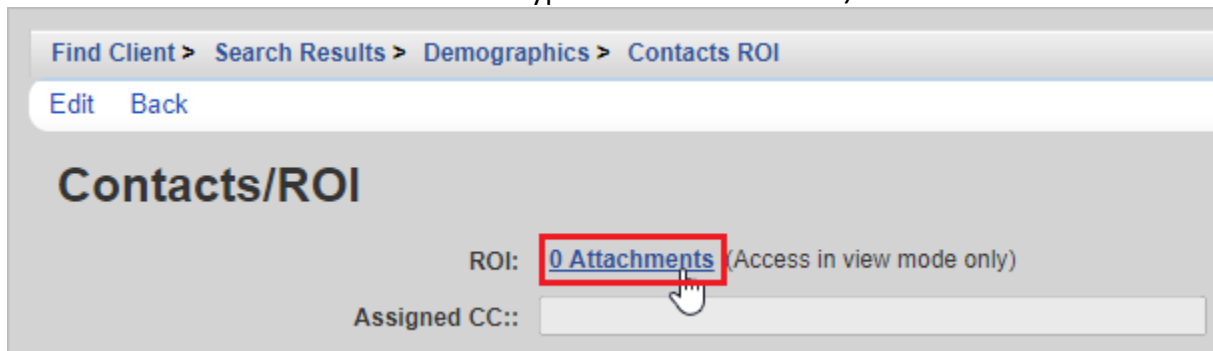 Find Client > Search Results > Demographics > Contacts ROI
Edit Back
Contacts/ROI
ROI: 0 Attachments (Access in view mode only)
Assigned CC::